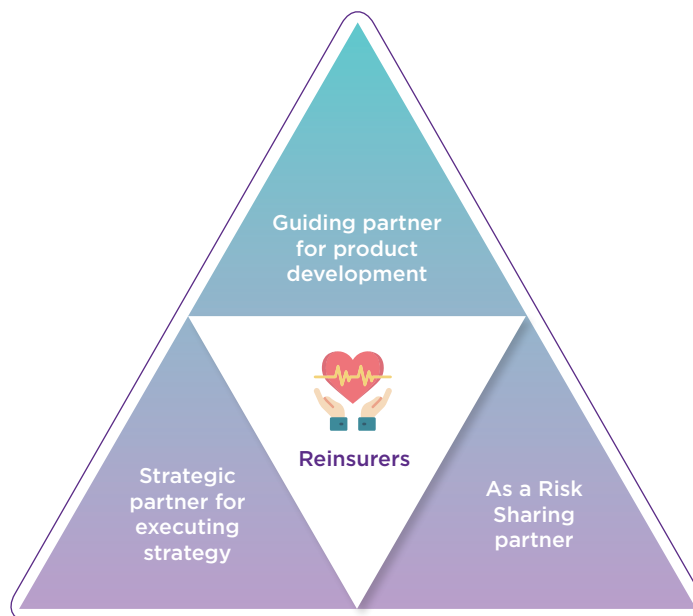 Guiding partner
for product
development
Reinsurers
Strategic
partner for
executing
strategy
As a Risk
Sharing
partner